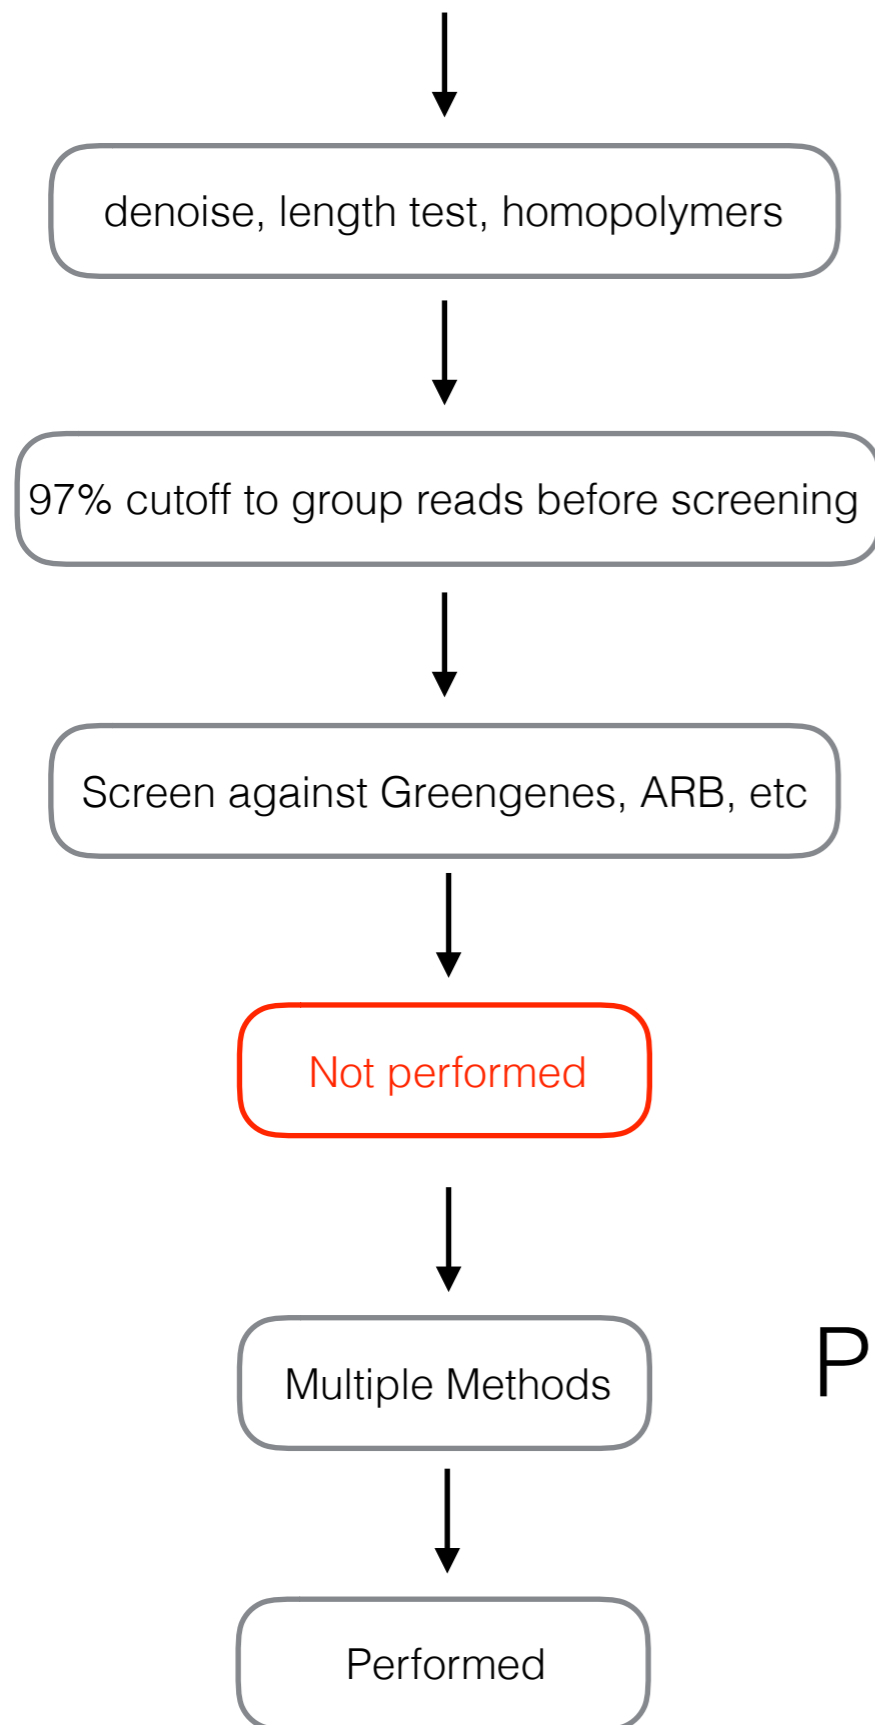 denoise, length test, homopolymers
97% cutoff to group reads before screening
Screen against Greengenes, ARB, etc
Not performed
Multiple Methods
P
Performed